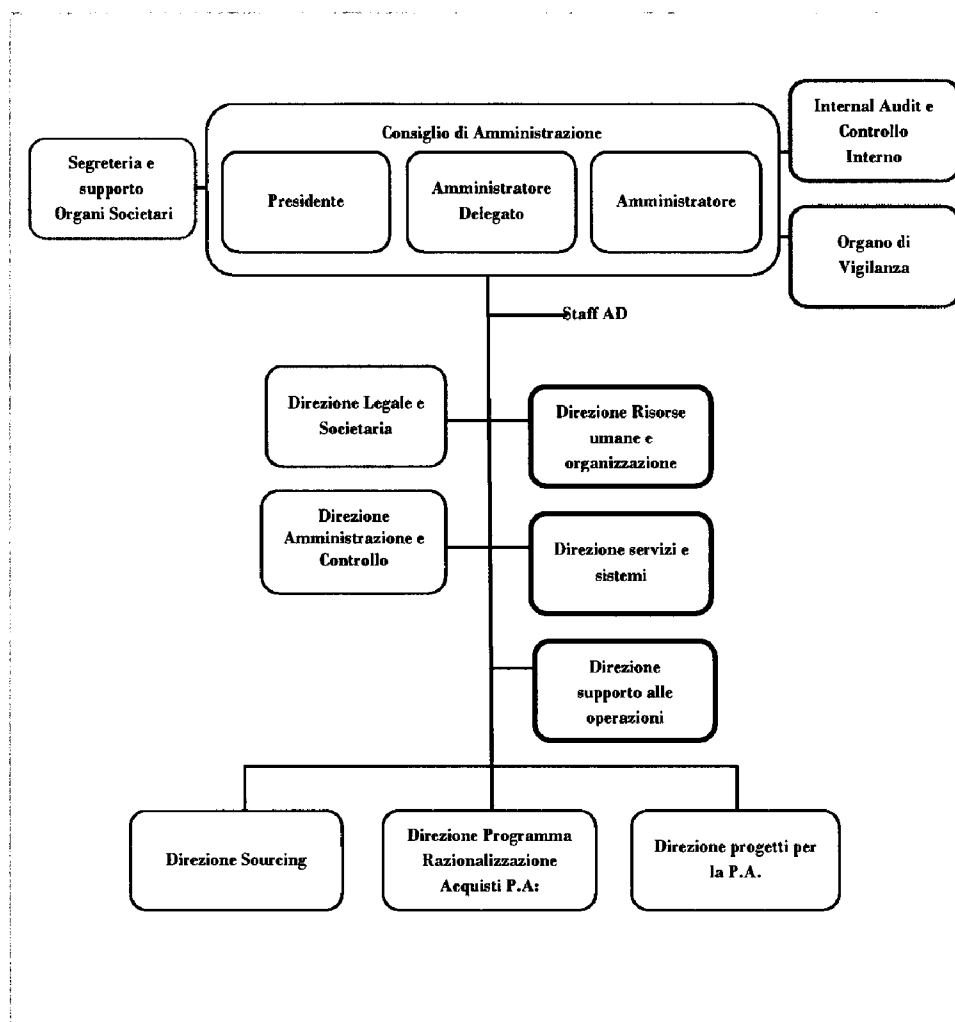 Consiglio di Amministrazione
Segreteria e
supporto
Organi Societari
Presidente
Amministratore
Delegato
Amministratore
Internal Audit e
Controllo
Interno
Organo di
Vigilanza
Staff AD
Direzione Legale e
Societaria
Direzione Risorse
umane e
organizzazione
Direzione
Amministrazione e
Controllo
Direzione servizi e
sistemi
Direzione
supporto alle
operazioni
Direzione Sourcing
Direzione Programma
Razionalizzazione
Acquisti P.A:
Direzione progetti per
la P.A.